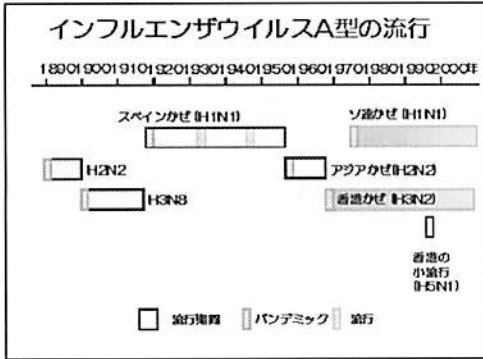 インフルエンザウイルスA型の流行
1890 1900 1910 1920 1930 1940 1950 1960 1970 1980 1990 2000年
スペインかぜ(H1N1)
ソ連かぜ(H1N1)
H2N2
アジアかぜ(H2N2)
H3N8
香港かぜ(H3N2)
香港の
小流行
(H5N1)
流行期間
パンデミック
流行